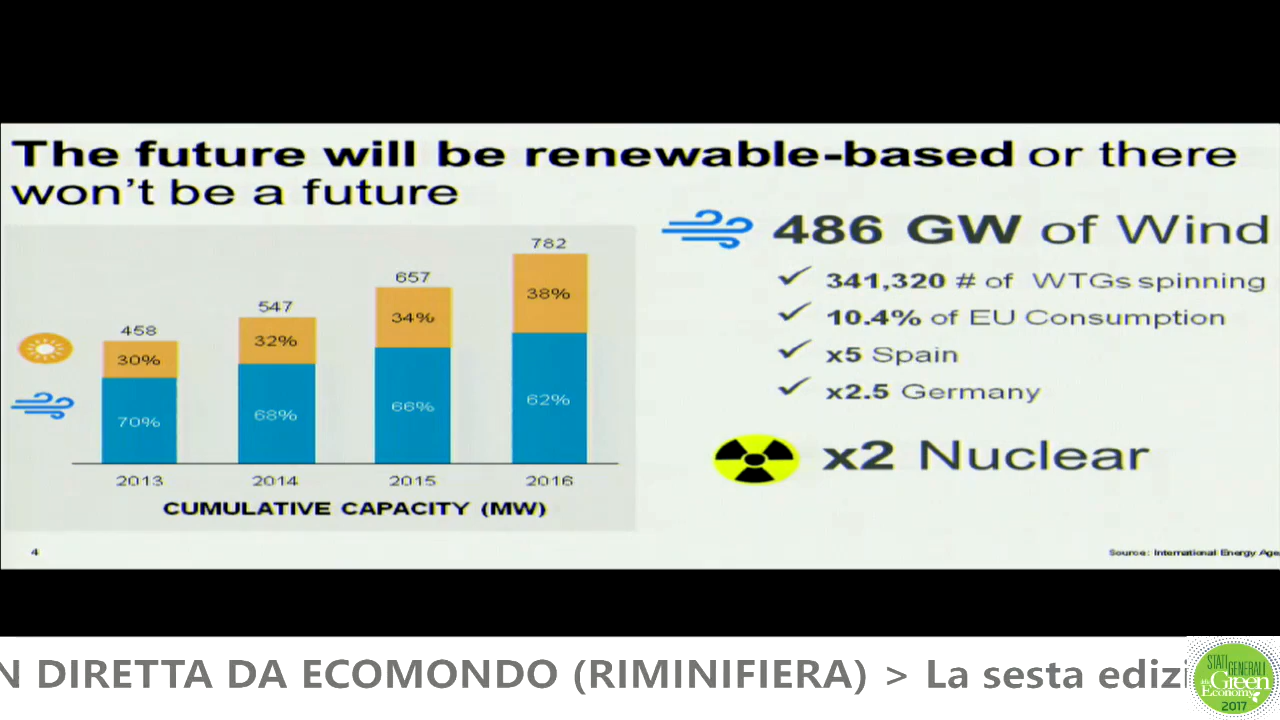 The future will be renewable-based or there
won't be a future
486 GW of Wind
341,320 # of WTGs spinning
10.4% of EU Consumption
x5 Spain
x2.5 Germany
x2 Nuclear
458
547
657
782
30%
32%
34%
38%
70%
68%
66%
62%
2013
2014
2015
2016
CUMULATIVE CAPACITY (MW)
4
Source: International Energy Age
N DIRETTA DA ECOMONDO (RIMINIFIERA) > La sesta edizi
STATI GENERALI
della Green
Economy
2017